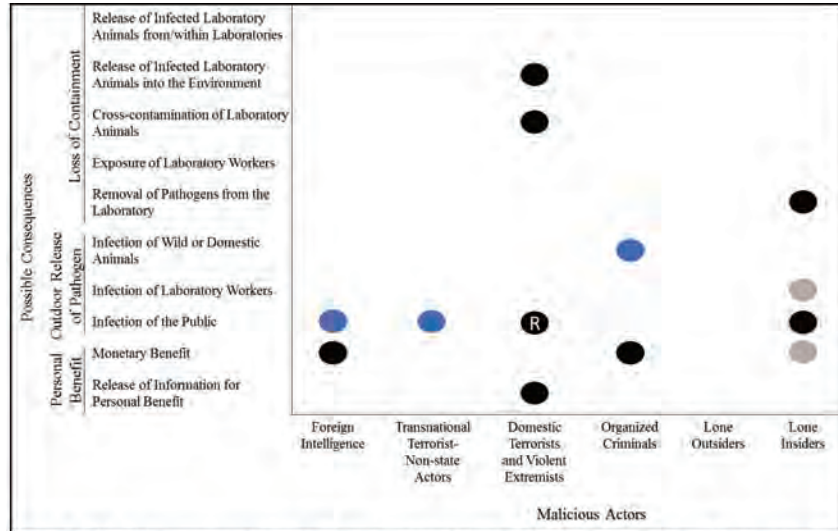 Possible Consequences
Loss of Containment
Release of Infected Laboratory
Animals from/within Laboratories
Release of Infected Laboratory
Animals into the Environment
Cross-contamination of Laboratory
Animals
Exposure of Laboratory Workers
Removal of Pathogens from the
Laboratory
Outdoor Release
of Pathogen
Infection of Wild or Domestic
Animals
Infection of Laboratory Workers
Infection of the Public
R
Personal
Benefit
Monetary Benefit
Release of Information for
Personal Benefit
Foreign
Intelligence
Transnational
Terrorist-
Non-state
Actors
Domestic
Terrorists
and Violent
Extremists
Organized
Criminals
Lone
Outsiders
Lone
Insiders
Malicious Actors